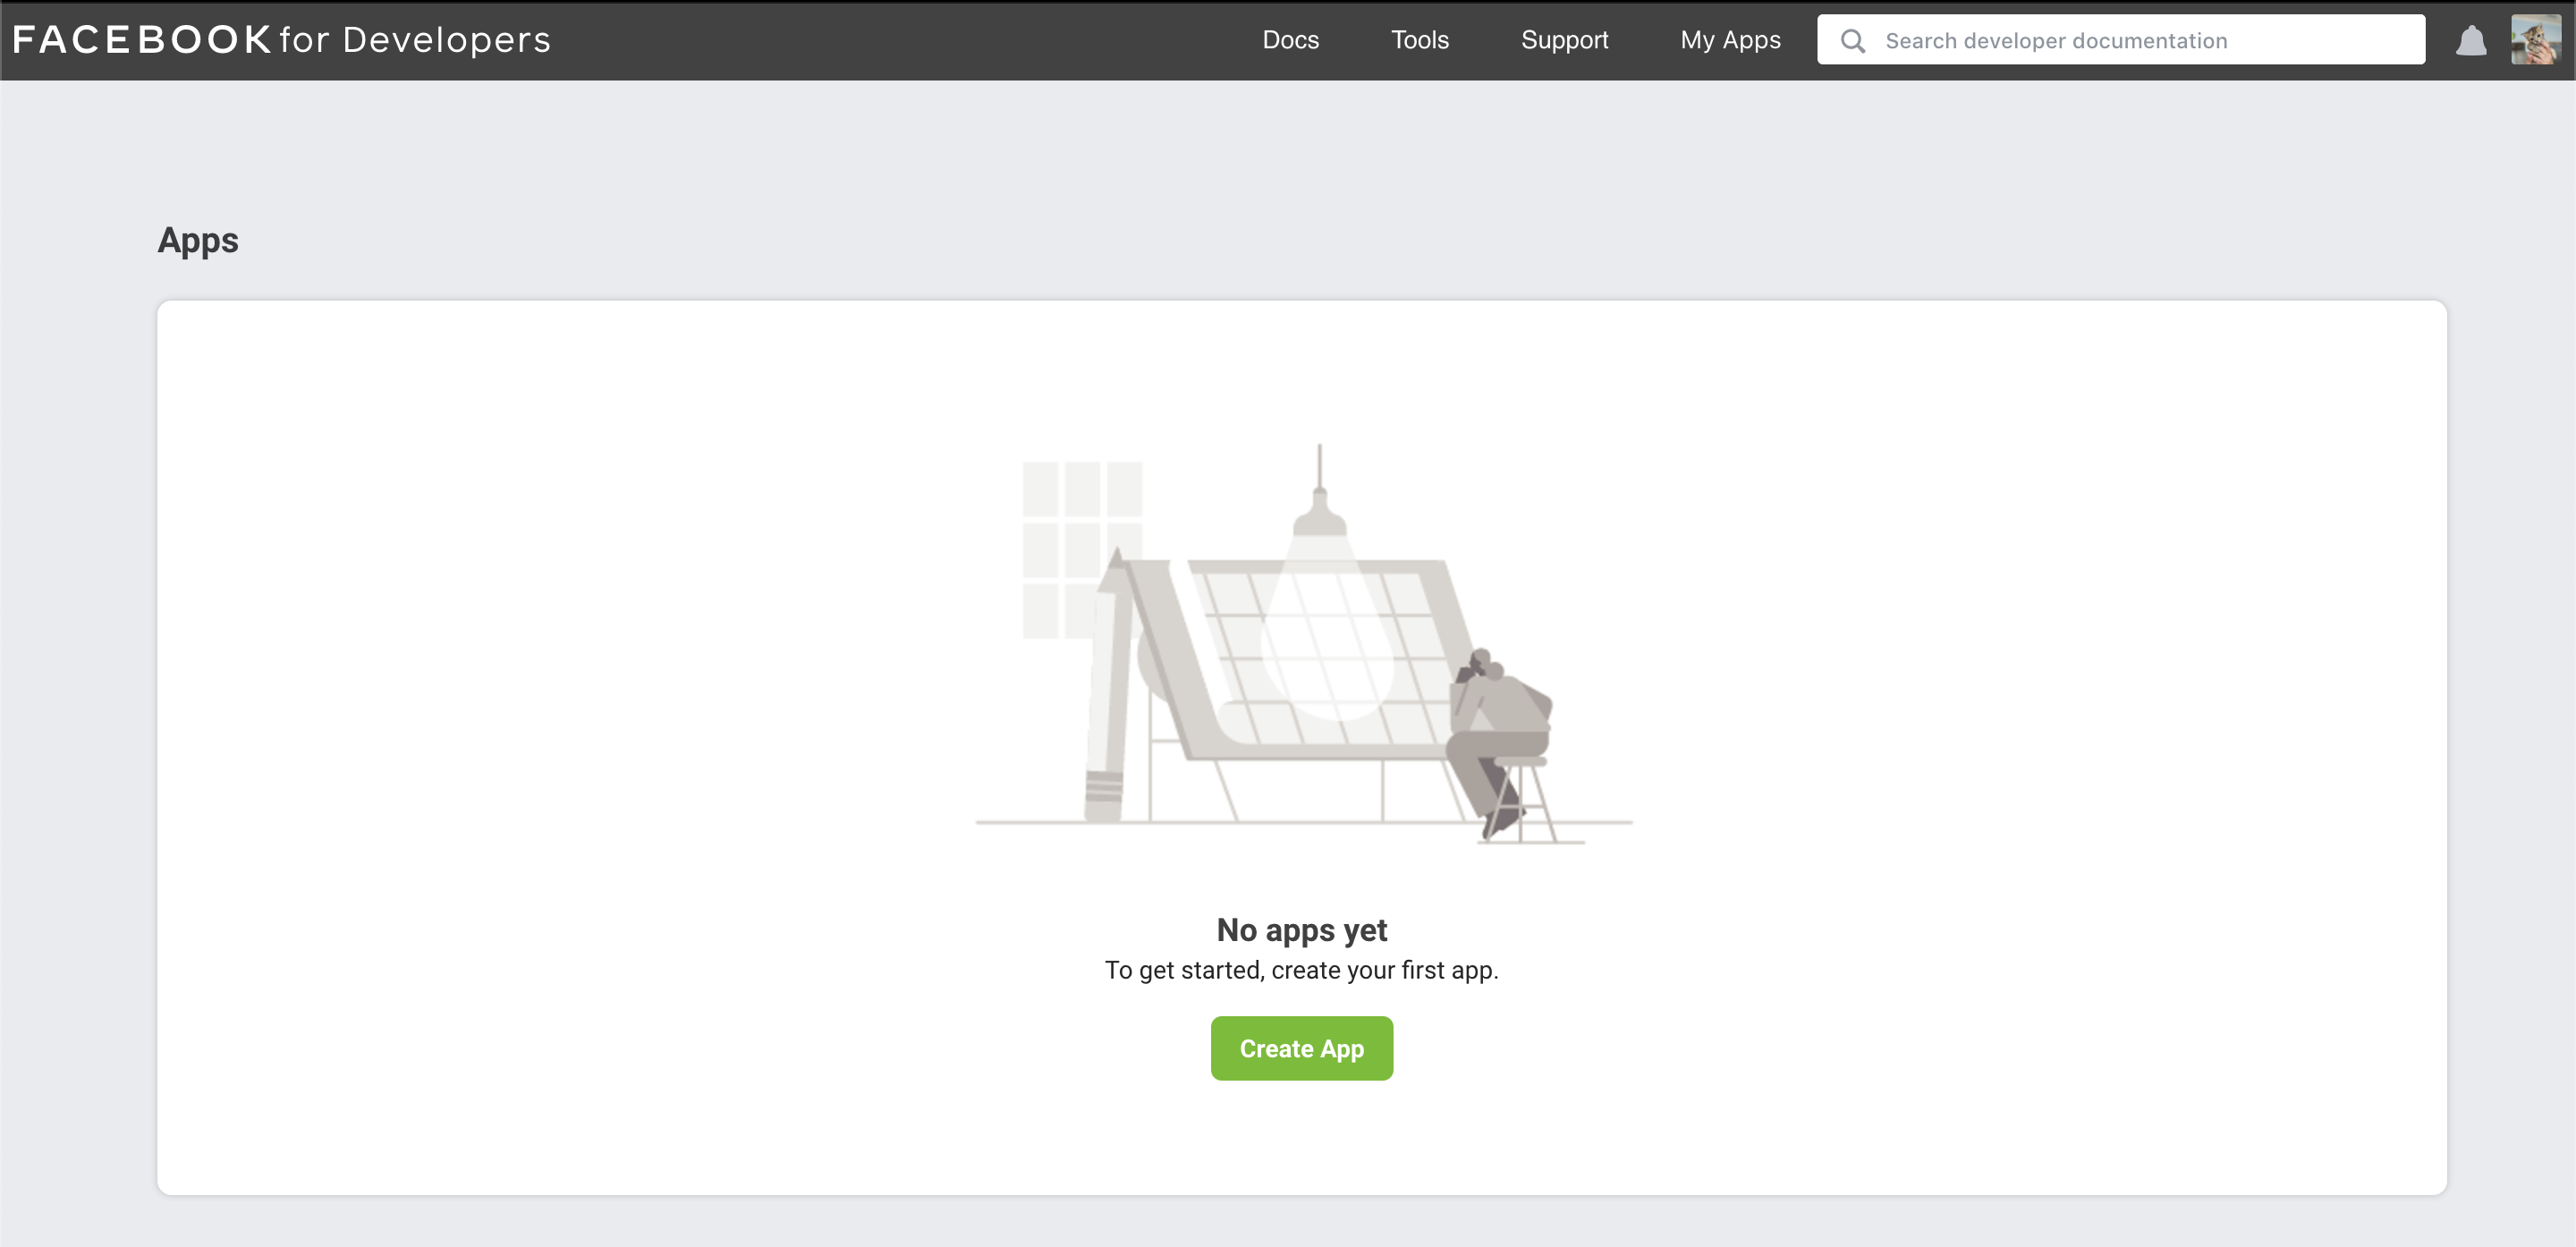 FACEBOOK for Developers
Docs
Tools
Support
My Apps
Search developer documentation
Apps
No apps yet
To get started, create your first app.
Create App